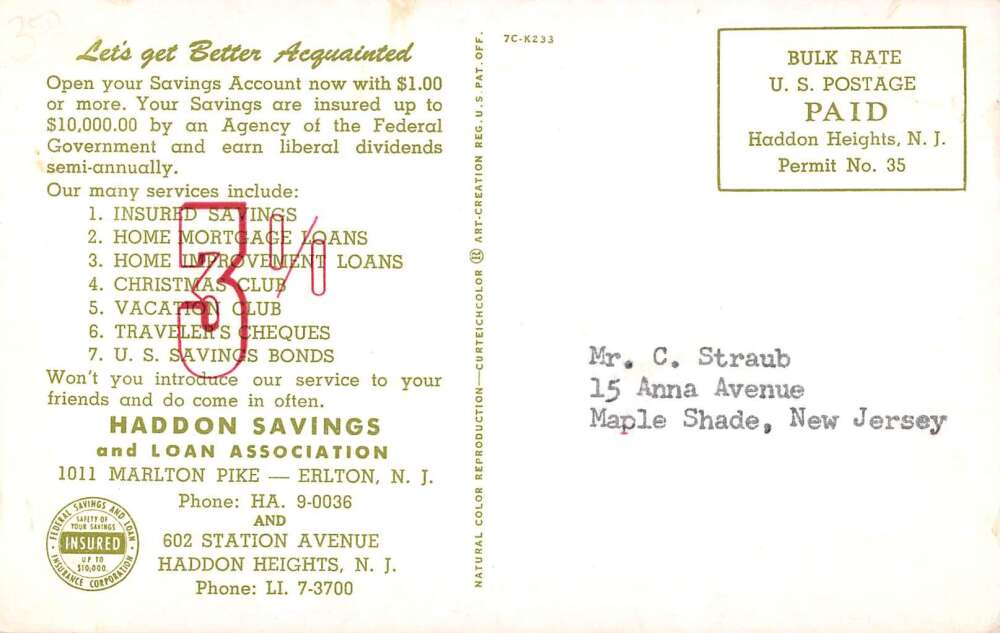 350
Let's get Better Acquainted
Open your Savings Account now with $1.00
or more. Your Savings are insured up to
$10,000.00 by an Agency of the Federal
Government and earn liberal dividends
semi-annually.
Our many services include:
1. INSURED SAVINGS
2. HOME MORTGAGE LOANS
3. HOME IMPROVEMENT LOANS
4. CHRISTMAS CLUB
5. VACATION CLUB
6. TRAVELER'S CHEQUES
7. U. S. SAVINGS BONDS
3%
Won't you introduce our service to your
friends and do come in often.
HADDON SAVINGS
and LOAN ASSOCIATION
1011 MARLTON PIKE — ERLTON, N. J.
Phone: HA. 9-0036
AND
602 STATION AVENUE
HADDON HEIGHTS, N. J.
Phone: LI. 7-3700
FEDERAL SAVINGS AND LOAN
INSURANCE CORPORATION
SAFETY OF
YOUR SAVINGS
INSURED
UP TO
$10,000
NATURAL COLOR REPRODUCTION—CURTEICHCOLOR ® ART-CREATION REG. U.S. PAT. OFF.
7C-K233
BULK RATE
U. S. POSTAGE
PAID
Haddon Heights, N. J.
Permit No. 35
Mr. C. Straub
15 Anna Avenue
Maple Shade, New Jersey